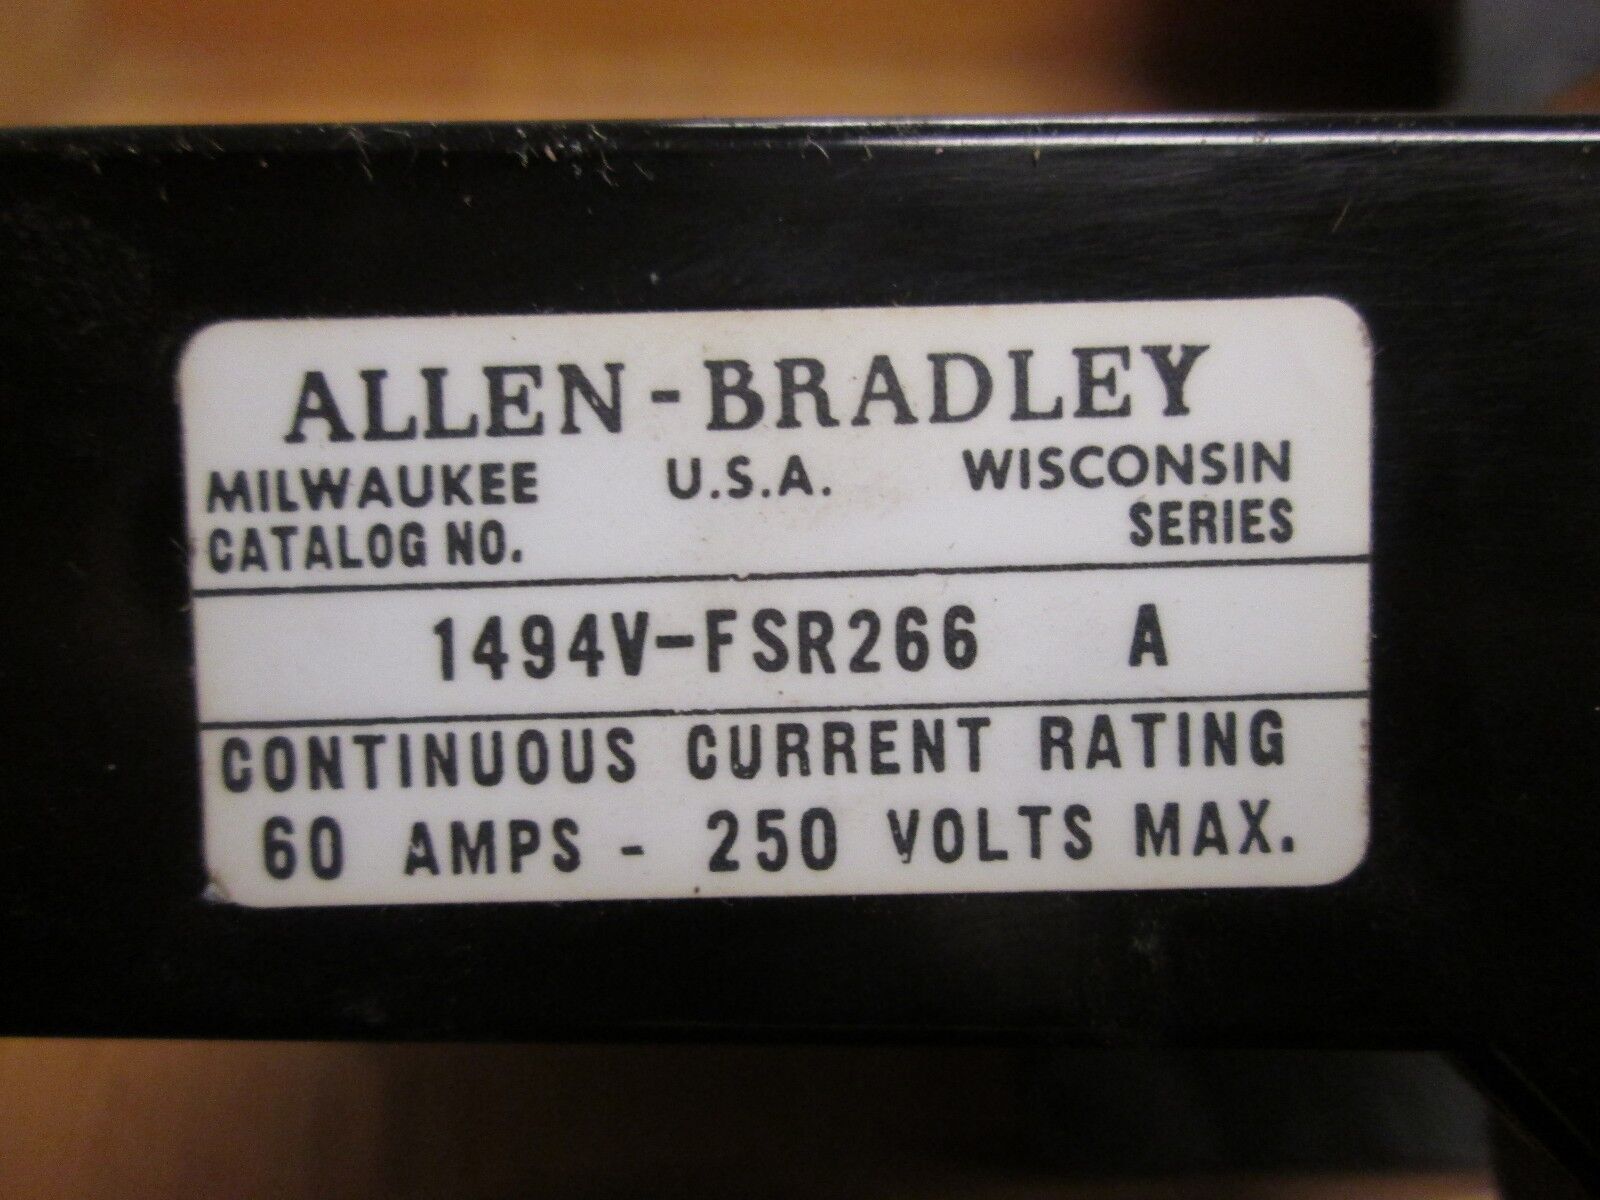 ALLEN-BRADLEY
MILWAUKEE U.S.A. WISCONSIN
CATALOG NO. SERIES
1494V-FSR266 A
CONTINUOUS CURRENT RATING
60 AMPS - 250 VOLTS MAX.